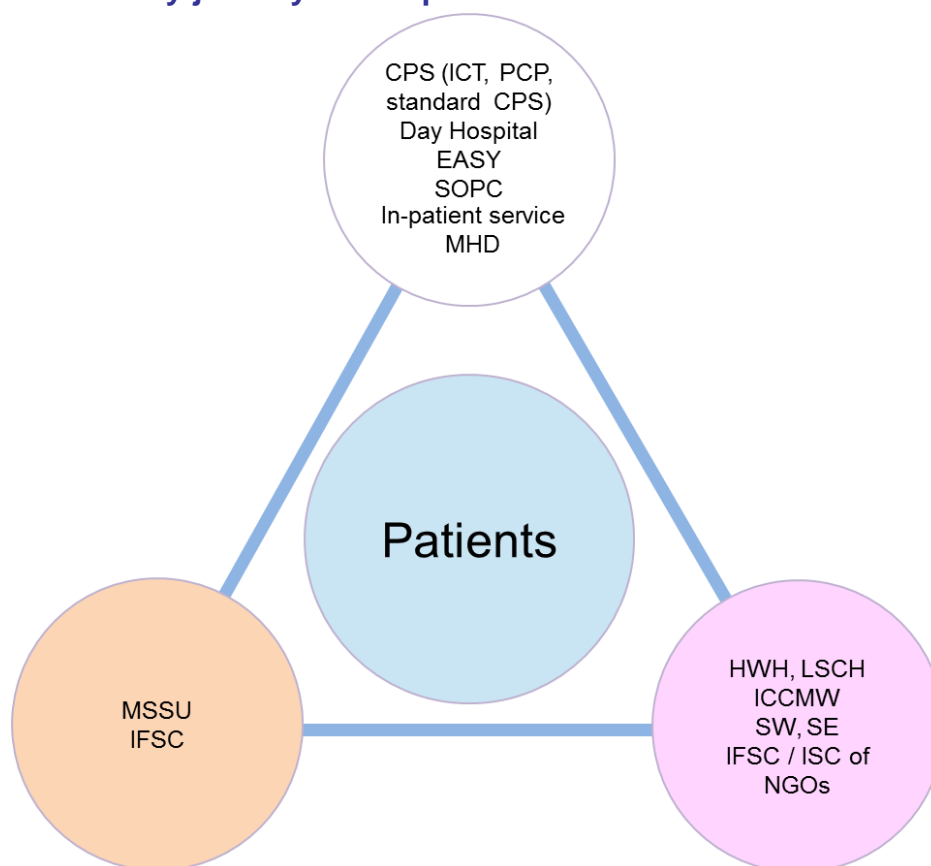 CPS (ICT, PCP,
standard CPS)
Day Hospital
EASY
SOPC
In-patient service
MHD
Patients
MSSU
IFSC
HWH, LSCH
ICCMW
SW, SE
IFSC / ISC of
NGOs